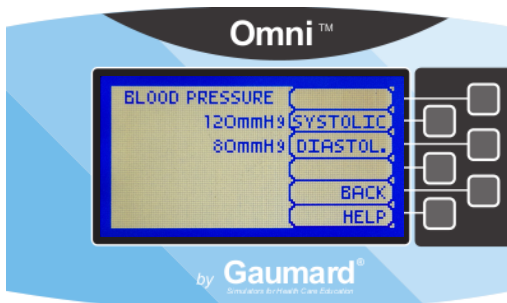 Omni™
BLOOD PRESSURE
120mmHg SYSTOLIC
80mmHg DIASTOL.
BACK
HELP
by Gaumard®
Simulators for Health Care Education